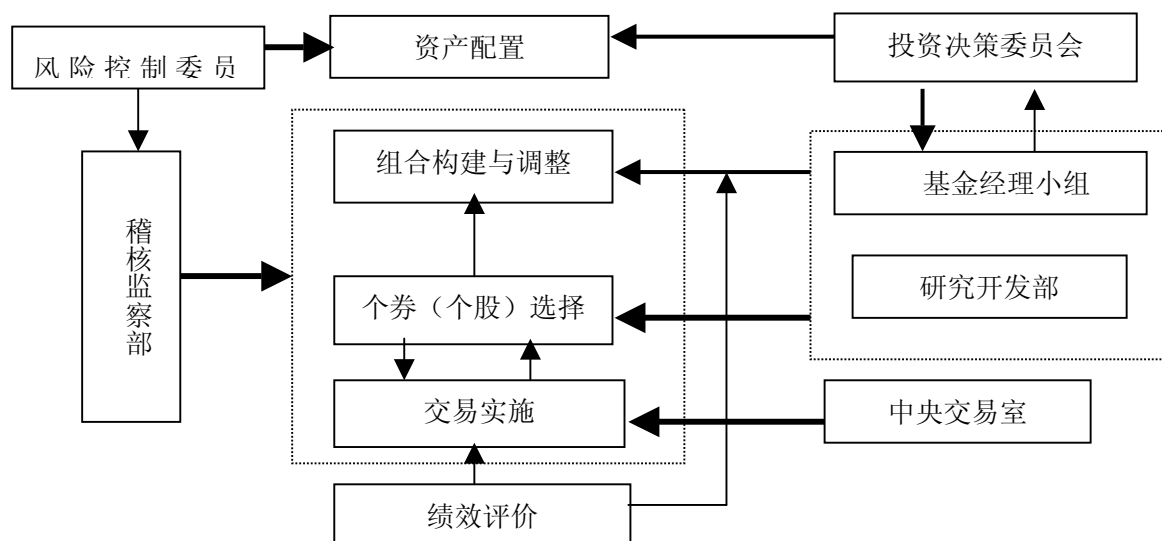 资产配置
投资决策委员会
风险控制委员
组合构建与调整
基金经理小组
稽核监察部
个券（个股）选择
研究开发部
交易实施
中央交易室
绩效评价